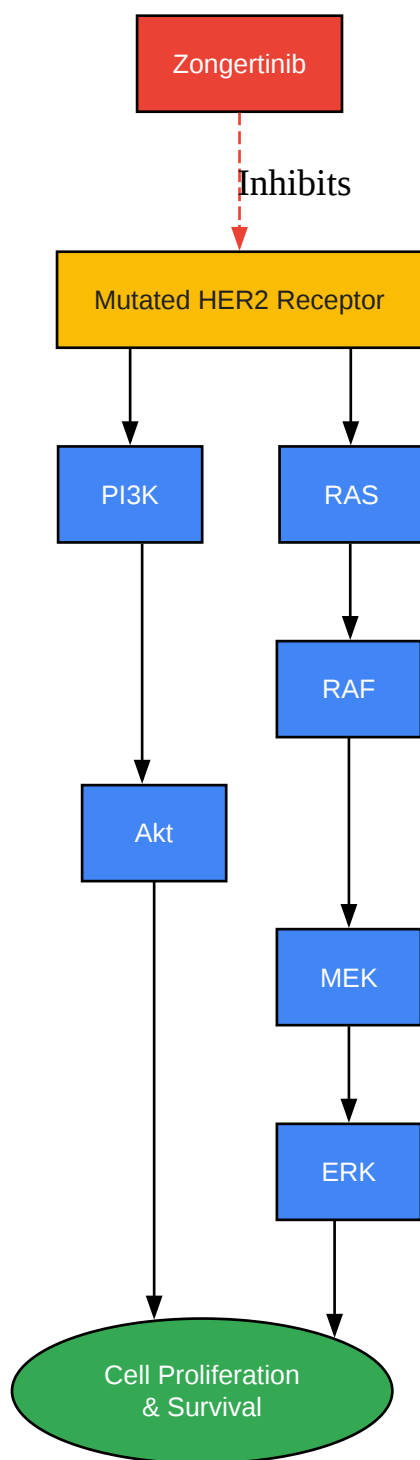 Zongertinib
Inhibits
Mutated HER2 Receptor
PI3K
RAS
RAF
Akt
MEK
ERK
Cell Proliferation
& Survival